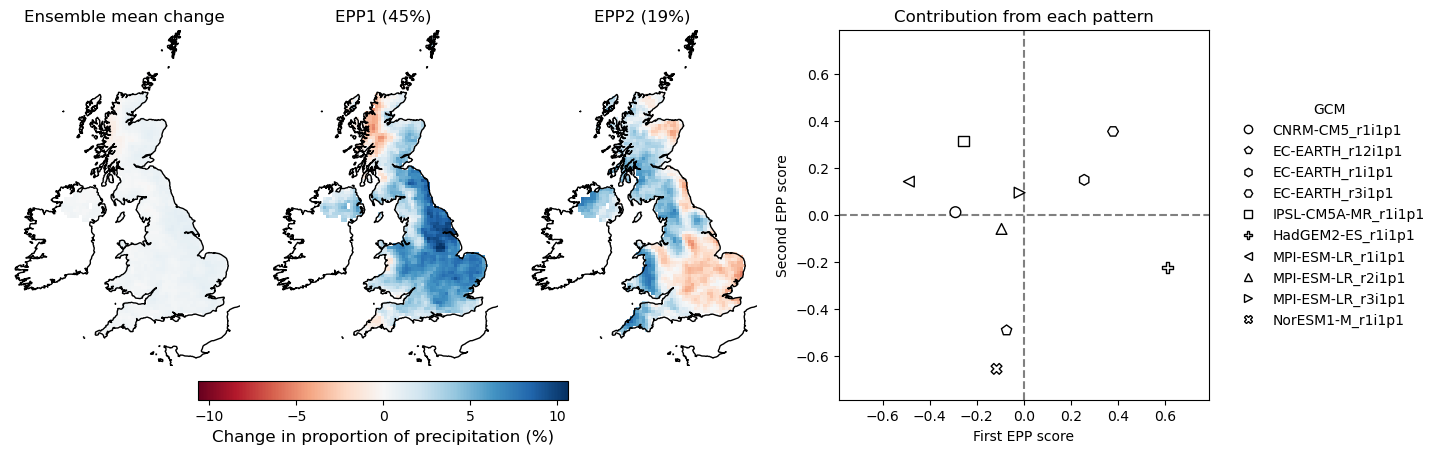 Ensemble mean change
EPP1 (45%)
EPP2 (19%)
−10 −5 0 5 10
Change in proportion of precipitation (%)
Contribution from each pattern
Second EPP score
0.6
0.4
0.2
0.0
−0.2
−0.4
−0.6
−0.6 −0.4 −0.2 0.0 0.2 0.4 0.6
First EPP score
GCM
CNRM-CM5_r1i1p1
EC-EARTH_r12i1p1
EC-EARTH_r1i1p1
EC-EARTH_r3i1p1
IPSL-CM5A-MR_r1i1p1
HadGEM2-ES_r1i1p1
MPI-ESM-LR_r1i1p1
MPI-ESM-LR_r2i1p1
MPI-ESM-LR_r3i1p1
NorESM1-M_r1i1p1